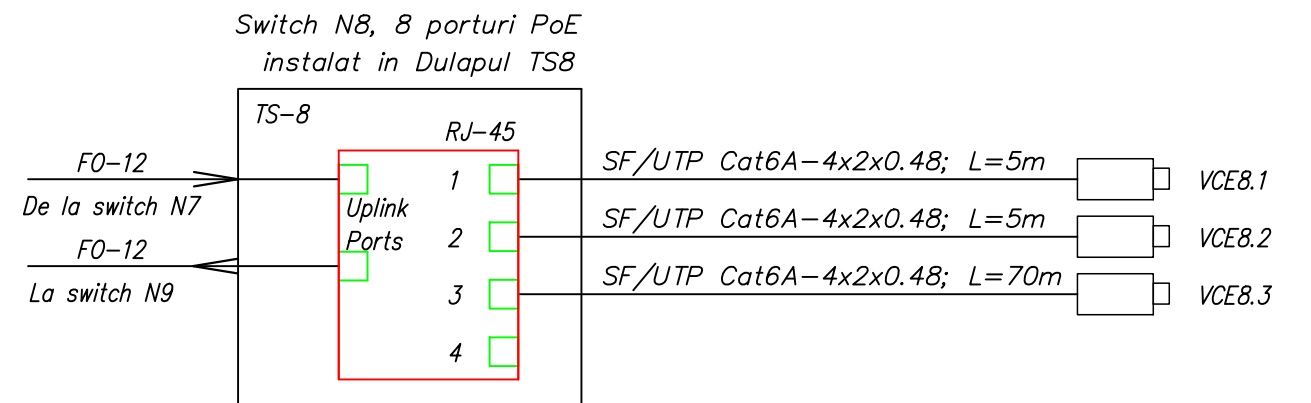 Switch N8, 8 porturi PoE
instalat in Dulapul TS8
TS-8
RJ-45
FO-12
De la switch N7
FO-12
La switch N9
Uplink
Ports
1
2
3
4
SF/UTP Cat6A-4x2x0.48; L=5m
VCE8.1
SF/UTP Cat6A-4x2x0.48; L=5m
VCE8.2
SF/UTP Cat6A-4x2x0.48; L=70m
VCE8.3